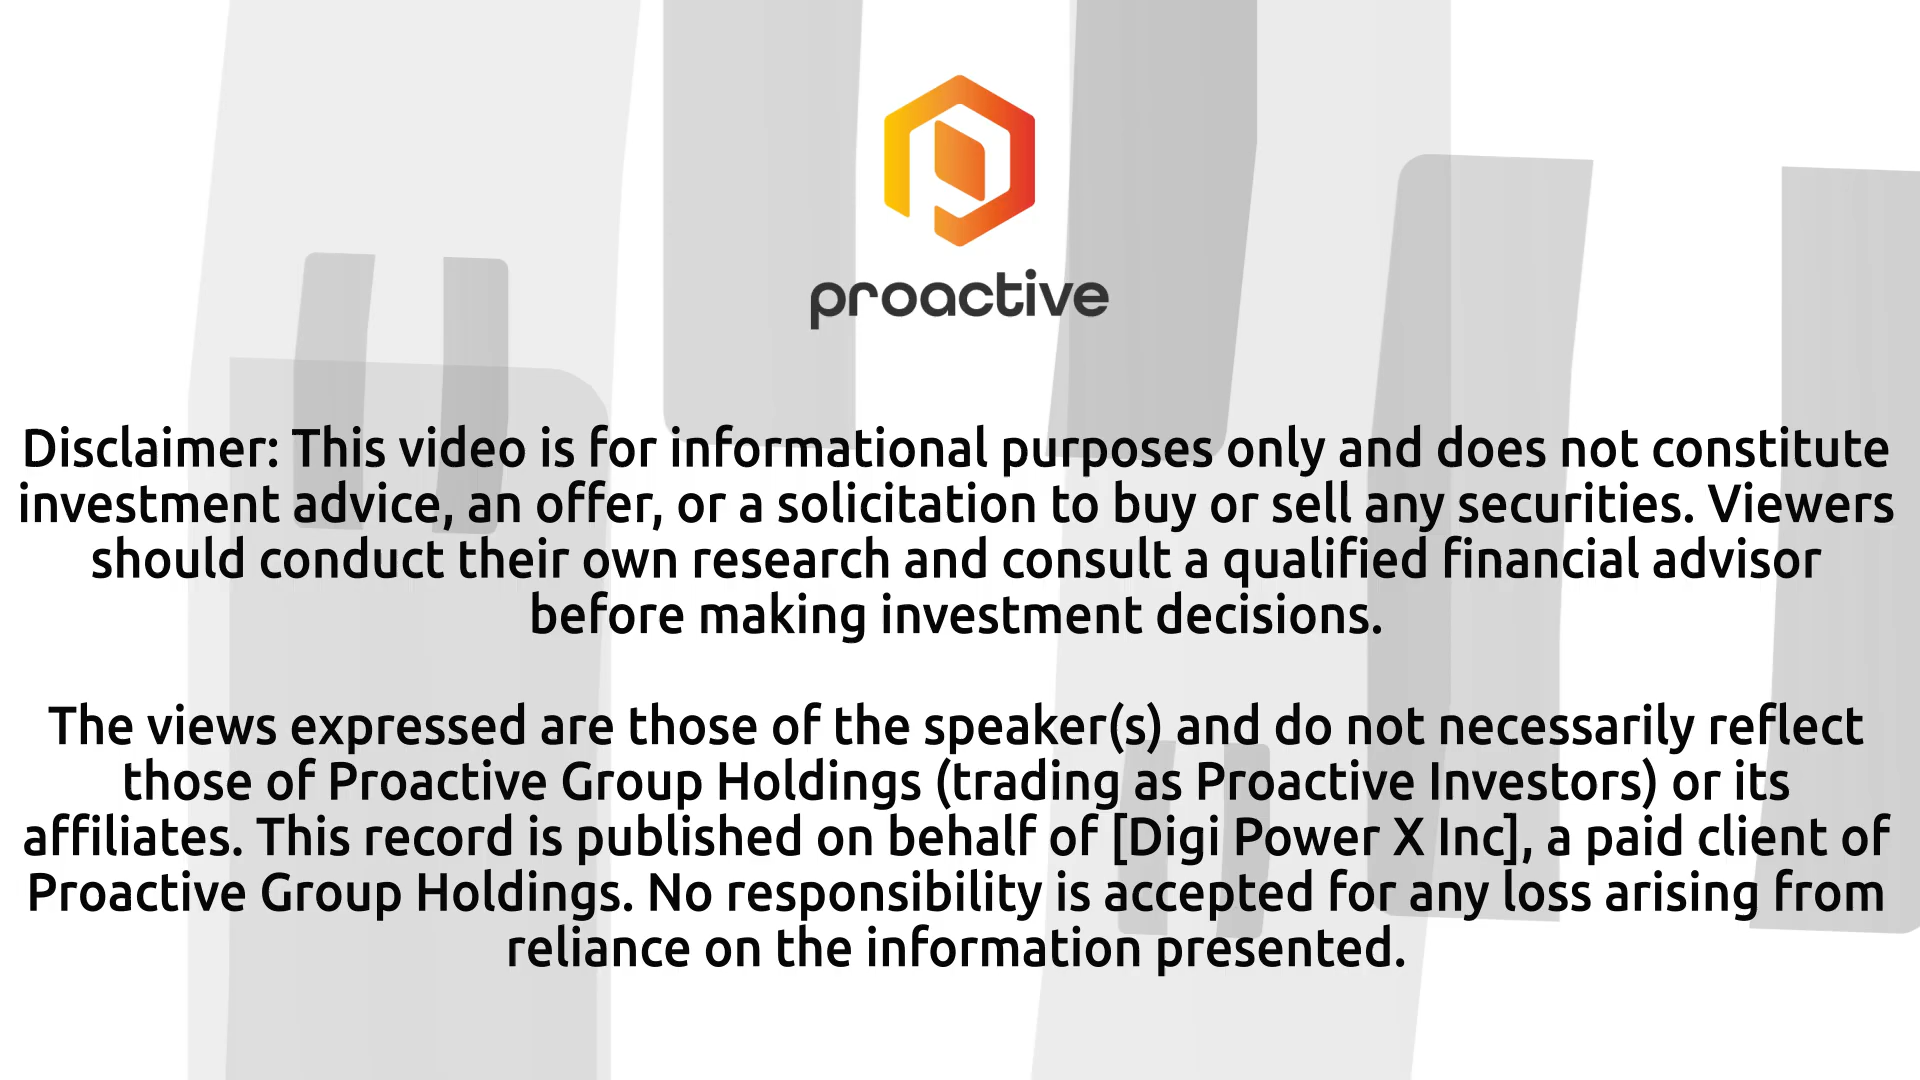 proactive
Disclaimer: This video is for informational purposes only and does not constitute
investment advice, an offer, or a solicitation to buy or sell any securities. Viewers
should conduct their own research and consult a qualified financial advisor
before making investment decisions.
The views expressed are those of the speaker(s) and do not necessarily reflect
those of Proactive Group Holdings (trading as Proactive Investors) or its
affiliates. This record is published on behalf of [Digi Power X Inc], a paid client of
Proactive Group Holdings. No responsibility is accepted for any loss arising from
reliance on the information presented.